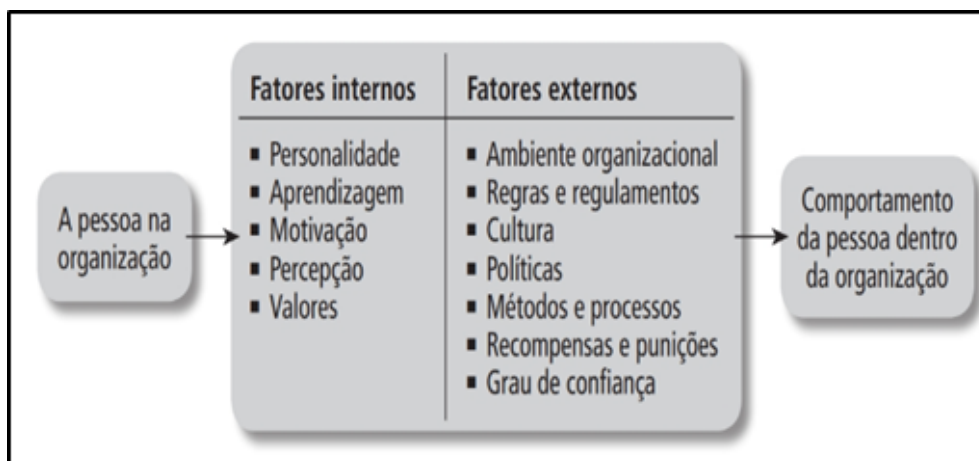 A pessoa na
organização
Fatores internos
▪ Personalidade
▪ Aprendizagem
▪ Motivação
▪ Percepção
▪ Valores
Fatores externos
▪ Ambiente organizacional
▪ Regras e regulamentos
▪ Cultura
▪ Políticas
▪ Métodos e processos
▪ Recompensas e punições
▪ Grau de confiança
Comportamento
da pessoa dentro
da organização